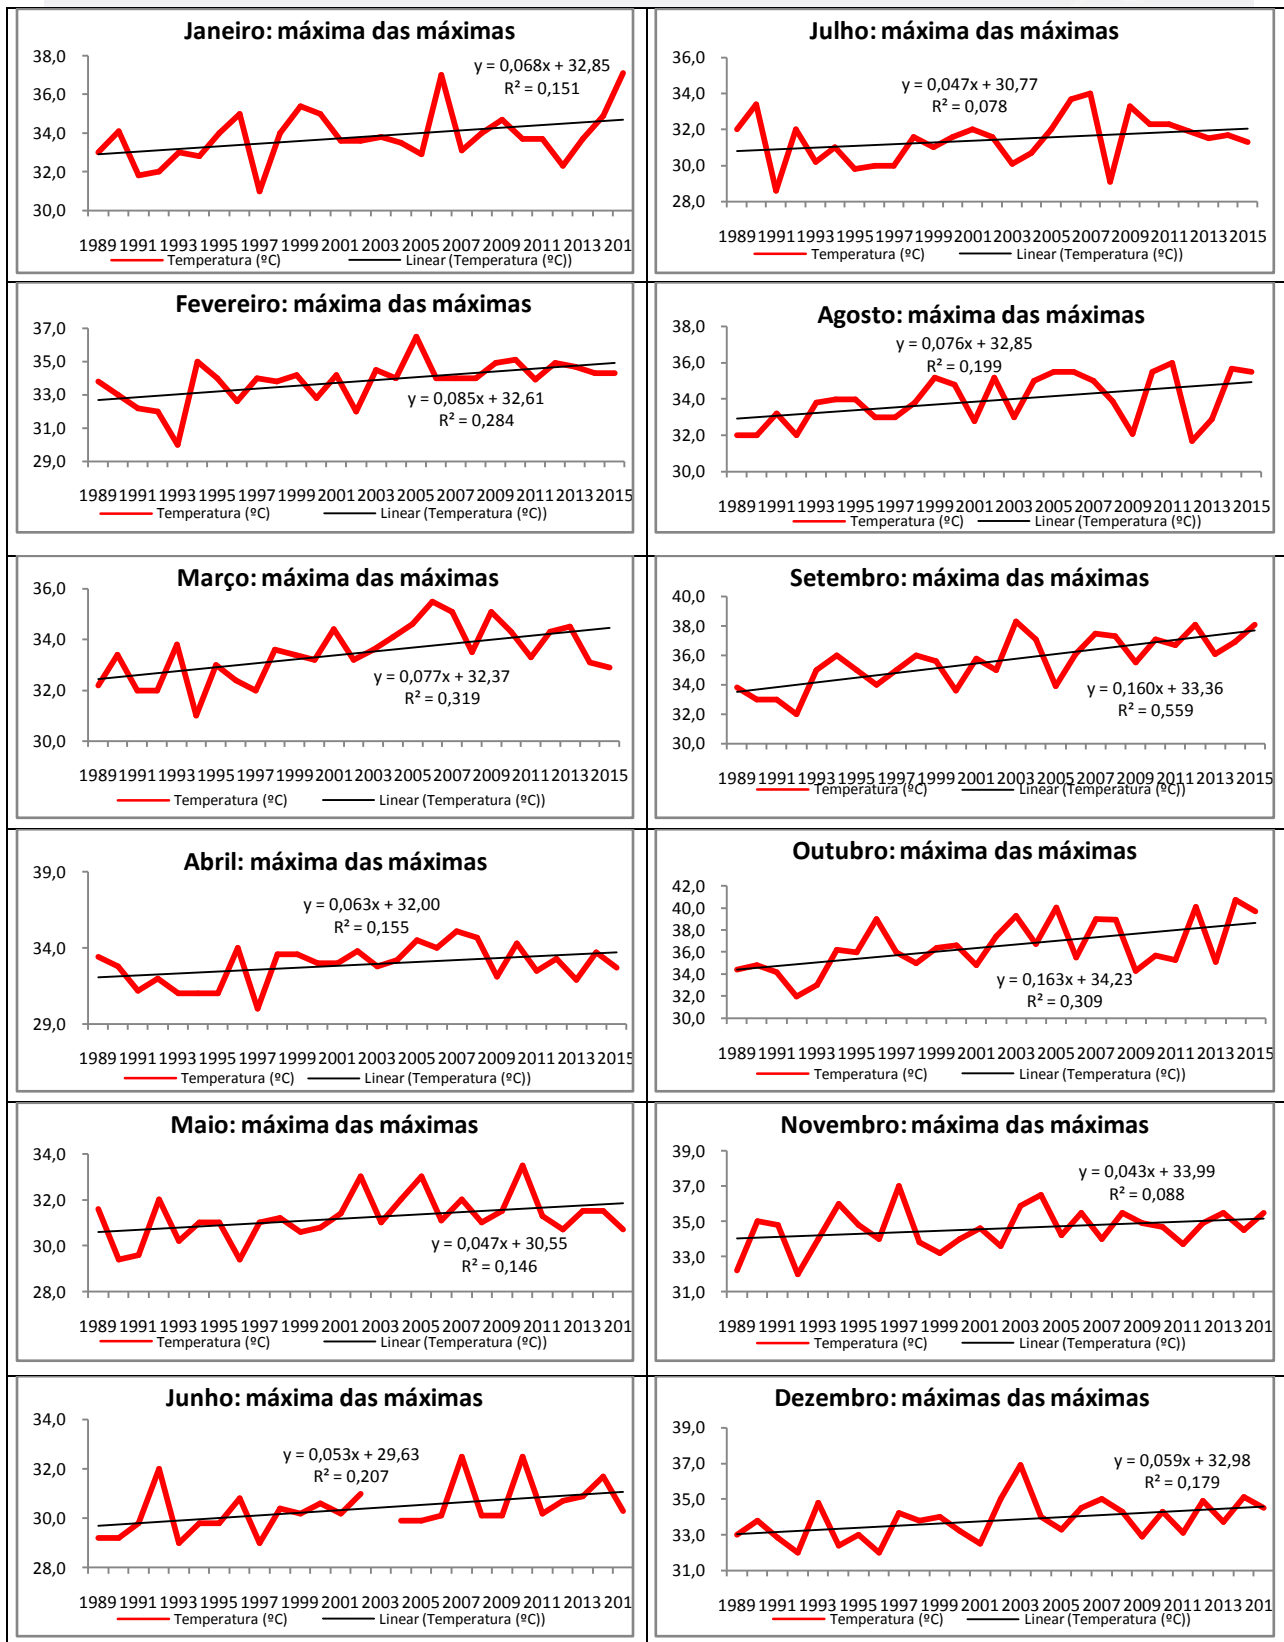 Janeiro: máxima das máximas
38,0
36,0
34,0
32,0
30,0
y = 0,068x + 32,85
R² = 0,151
1989 1991 1993 1995 1997 1999 2001 2003 2005 2007 2009 2011 2013 201
Temperatura (ºC) Linear (Temperatura (ºC))
Julho: máxima das máximas
36,0
34,0
32,0
30,0
28,0
y = 0,047x + 30,77
R² = 0,078
1989 1991 1993 1995 1997 1999 2001 2003 2005 2007 2009 2011 2013 2015
Temperatura (ºC) Linear (Temperatura (ºC))
Fevereiro: máxima das máximas
37,0
35,0
33,0
31,0
29,0
y = 0,085x + 32,61
R² = 0,284
1989 1991 1993 1995 1997 1999 2001 2003 2005 2007 2009 2011 2013 2015
Temperatura (ºC) Linear (Temperatura (ºC))
Agosto: máxima das máximas
38,0
36,0
34,0
32,0
30,0
y = 0,076x + 32,85
R² = 0,199
1989 1991 1993 1995 1997 1999 2001 2003 2005 2007 2009 2011 2013 2015
Temperatura (ºC) Linear (Temperatura (ºC))
Março: máxima das máximas
36,0
34,0
32,0
30,0
y = 0,077x + 32,37
R² = 0,319
1989 1991 1993 1995 1997 1999 2001 2003 2005 2007 2009 2011 2013 2015
Temperatura (ºC) Linear (Temperatura (ºC))
Setembro: máxima das máximas
40,0
38,0
36,0
34,0
32,0
30,0
y = 0,160x + 33,36
R² = 0,559
1989 1991 1993 1995 1997 1999 2001 2003 2005 2007 2009 2011 2013 2015
Temperatura (ºC) Linear (Temperatura (ºC))
Abril: máxima das máximas
39,0
34,0
29,0
y = 0,063x + 32,00
R² = 0,155
1989 1991 1993 1995 1997 1999 2001 2003 2005 2007 2009 2011 2013 2015
Temperatura (ºC) Linear (Temperatura (ºC))
Outubro: máxima das máximas
42,0
40,0
38,0
36,0
34,0
32,0
30,0
y = 0,163x + 34,23
R² = 0,309
1989 1991 1993 1995 1997 1999 2001 2003 2005 2007 2009 2011 2013 2015
Temperatura (ºC) Linear (Temperatura (ºC))
Maio: máxima das máximas
34,0
32,0
30,0
28,0
y = 0,047x + 30,55
R² = 0,146
1989 1991 1993 1995 1997 1999 2001 2003 2005 2007 2009 2011 2013 201
Temperatura (ºC) Linear (Temperatura (ºC))
Novembro: máxima das máximas
39,0
37,0
35,0
33,0
31,0
y = 0,043x + 33,99
R² = 0,088
1989 1991 1993 1995 1997 1999 2001 2003 2005 2007 2009 2011 2013 201
Temperatura (ºC) Linear (Temperatura (ºC))
Junho: máxima das máximas
34,0
32,0
30,0
28,0
y = 0,053x + 29,63
R² = 0,207
1989 1991 1993 1995 1997 1999 2001 2003 2005 2007 2009 2011 2013 201
Temperatura (ºC) Linear (Temperatura (ºC))
Dezembro: máximas das máximas
39,0
37,0
35,0
33,0
31,0
y = 0,059x + 32,98
R² = 0,179
1989 1991 1993 1995 1997 1999 2001 2003 2005 2007 2009 2011 2013 201
Temperatura (ºC) Linear (Temperatura (ºC))